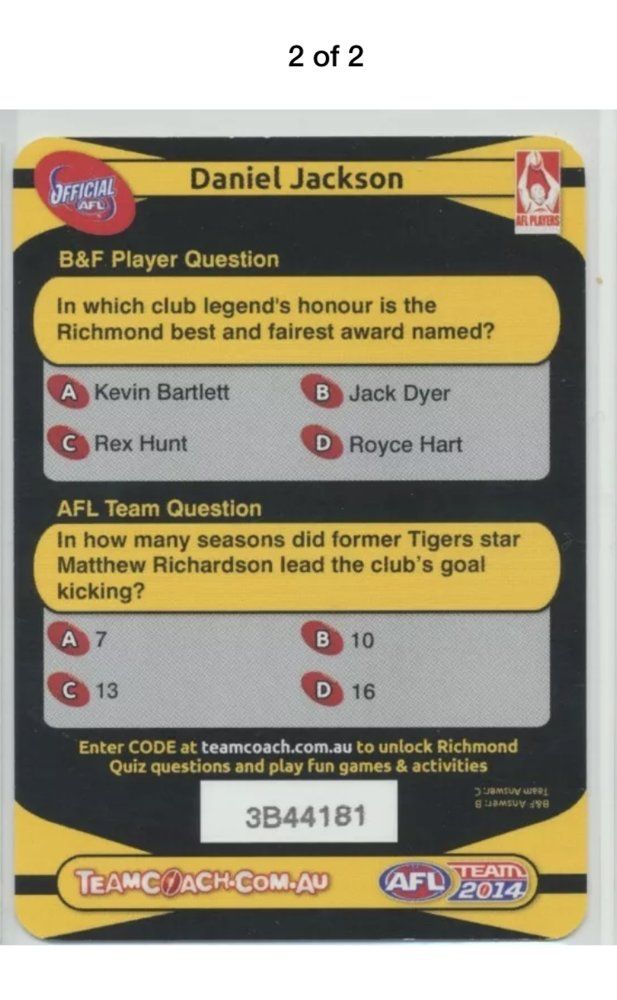 2 of 2
OFFICIAL
AFL
Daniel Jackson
AFL PLAYERS
B&F Player Question
In which club legend's honour is the
Richmond best and fairest award named?
A Kevin Bartlett
B Jack Dyer
C Rex Hunt
D Royce Hart
AFL Team Question
In how many seasons did former Tigers star
Matthew Richardson lead the club's goal
kicking?
A 7
B 10
C 13
D 16
Enter CODE at teamcoach.com.au to unlock Richmond
Quiz questions and play fun games & activities
B&F Answer: B
Team Answer: C
3B44181
TEAMCOACH.COM.AU
AFL TEAM
2014